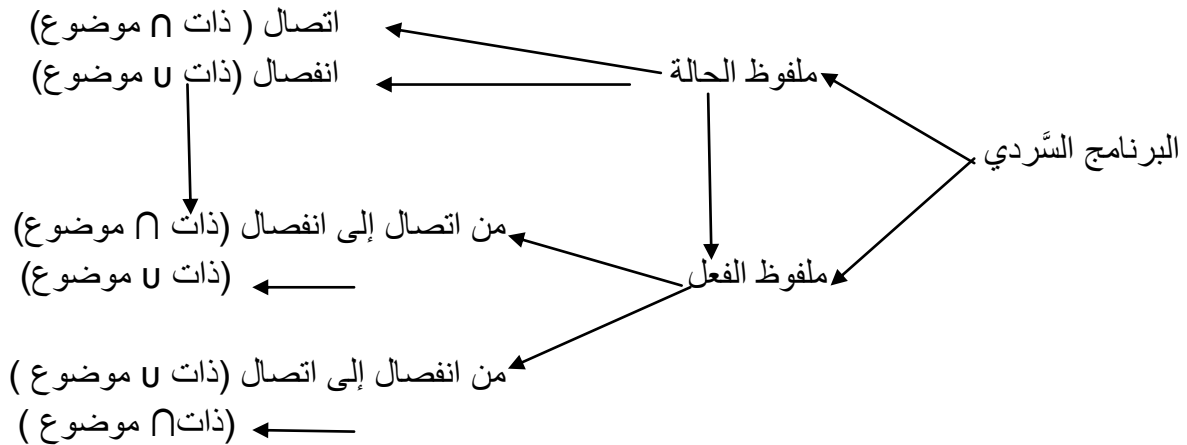 اتصال ( ذات ∩ موضوع)
ملفوظ الحالة
انفصال (ذات ∪ موضوع)
البرنامج السَّردي
من اتصال إلى انفصال (ذات ∩ موضوع)
ملفوظ الفعل
(ذات ∪ موضوع)
من انفصال إلى اتصال (ذات ∪ موضوع )
(ذات∩ موضوع )